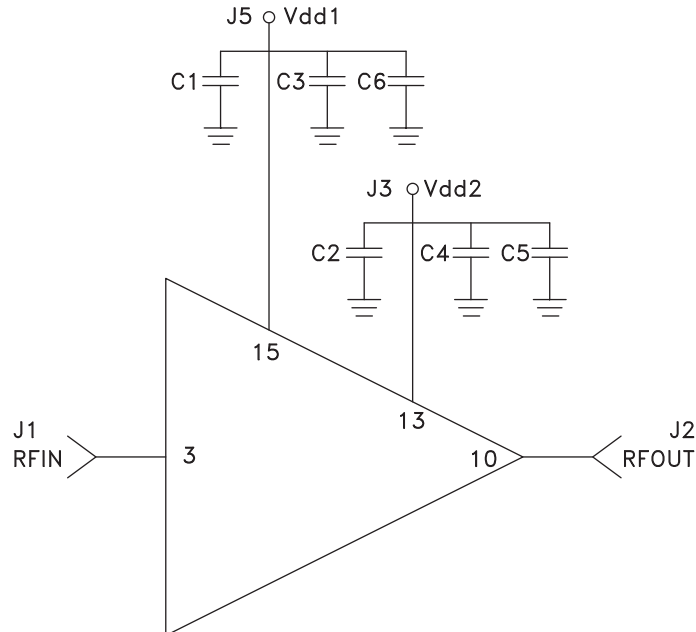 J5 Vdd1
C1 C3 C6
J3 Vdd2
C2 C4 C5
15
13
J1 J2
RFIN 3 10 RFOUT